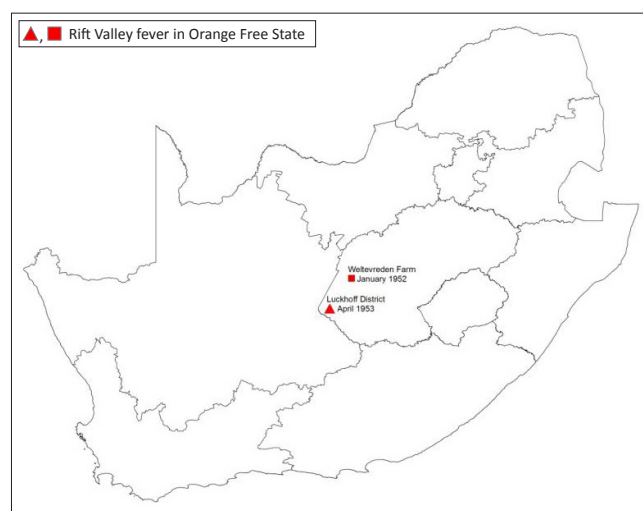 , Rift Valley fever in Orange Free State
Weltevreden Farm
January 1952
Luckhoff District
April 1953